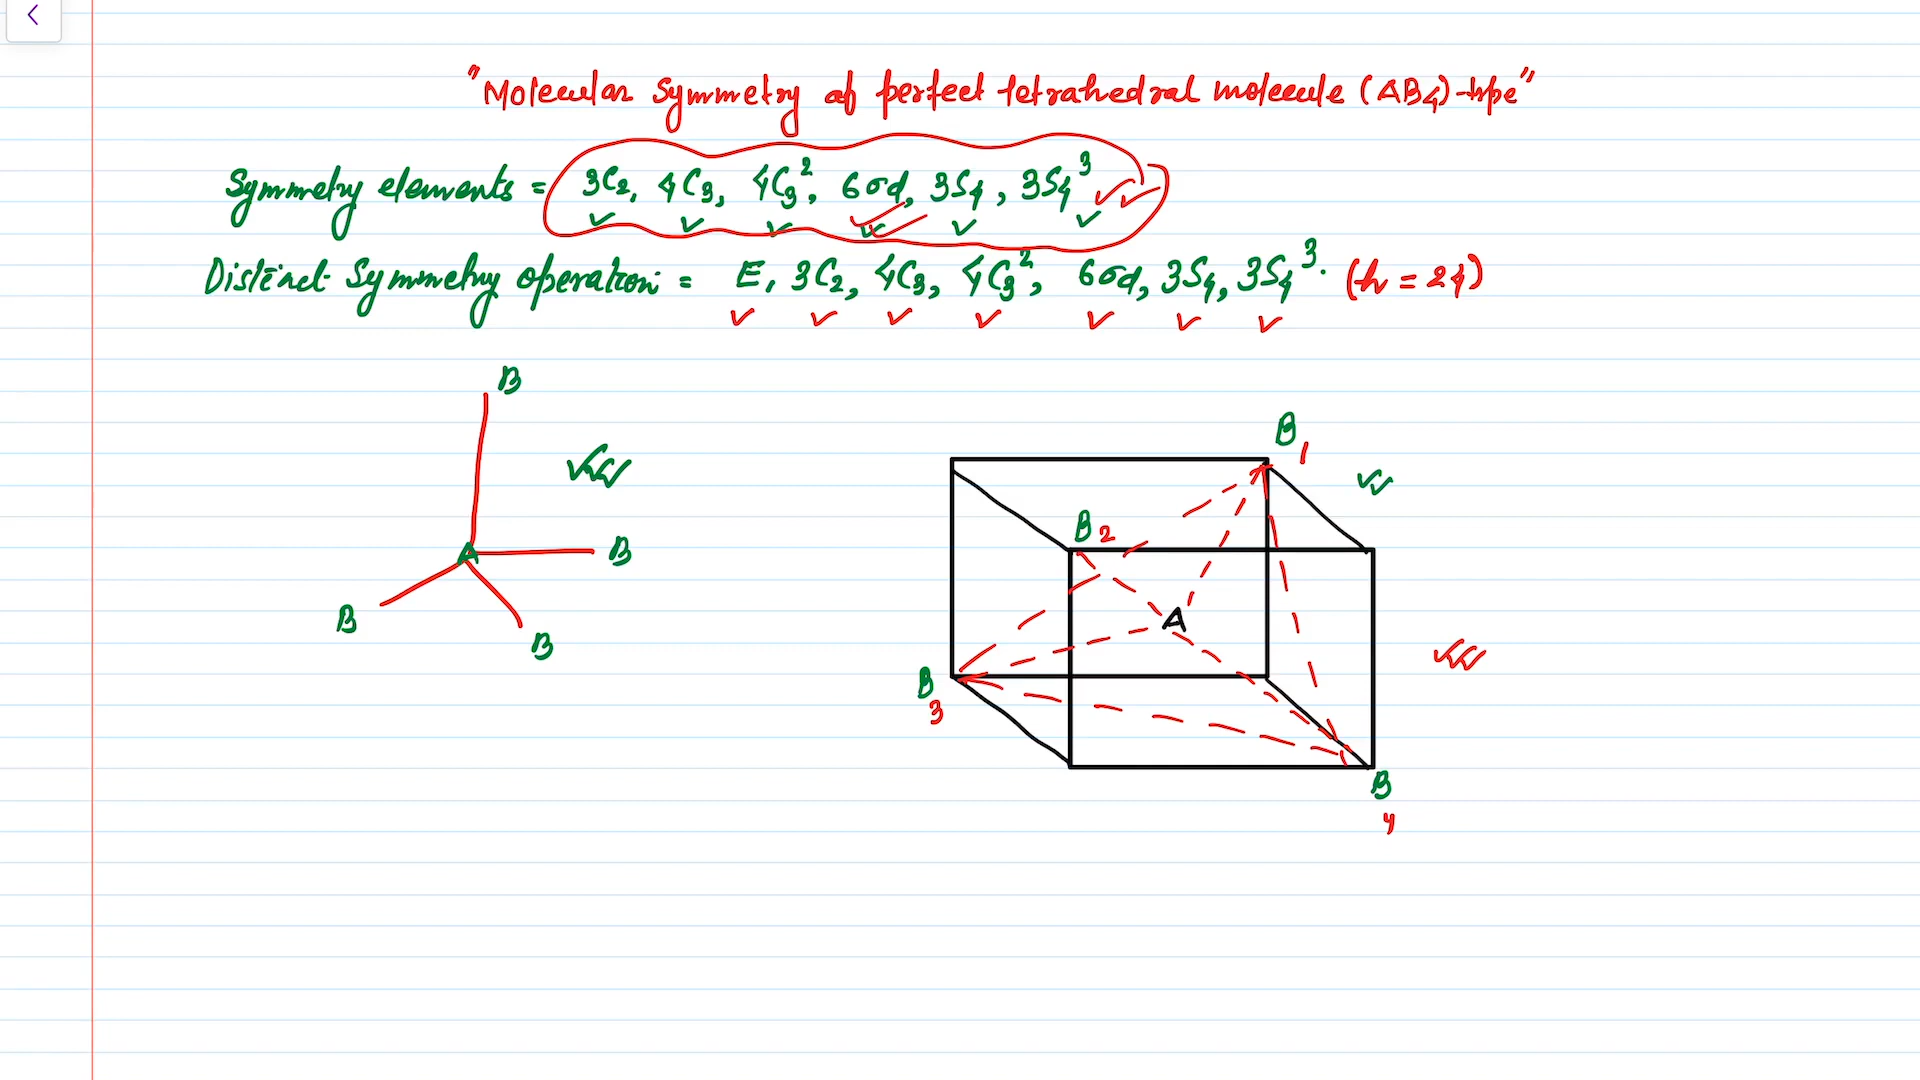 "Molecular Symmetry of perfect tetrahedral molecule (AB₄)-type"
Symmetry elements = 3C₂, 4C₃, 4C₃², 6σd, 3S₄, 3S₄³
Distinct Symmetry operation = E, 3C₂, 4C₃, 4C₃², 6σd, 3S₄, 3S₄³. (h = 24)
B
A
B
B
B
B₁
B₂
A
B₃
B₄